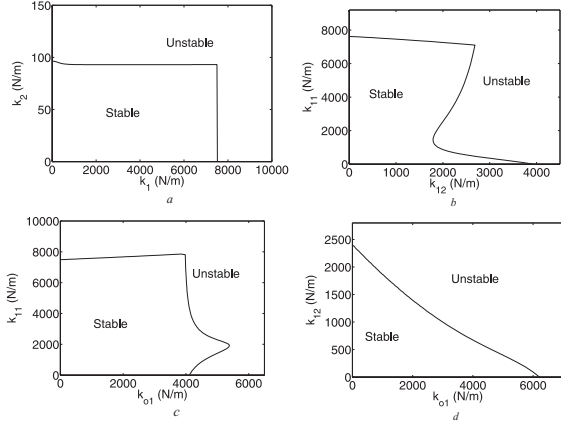 150
100
50
0
k2 (N/m)
Unstable
Stable
0 2000 4000 6000 8000 10000
k1 (N/m)
a
8000
6000
4000
2000
0
k11 (N/m)
Stable
Unstable
0 1000 2000 3000 4000
k12 (N/m)
b
10000
8000
6000
4000
2000
0
k11 (N/m)
Unstable
Stable
0 2000 4000 6000
ko1 (N/m)
c
2500
2000
1500
1000
500
0
k12 (N/m)
Unstable
Stable
0 2000 4000 6000
ko1 (N/m)
d